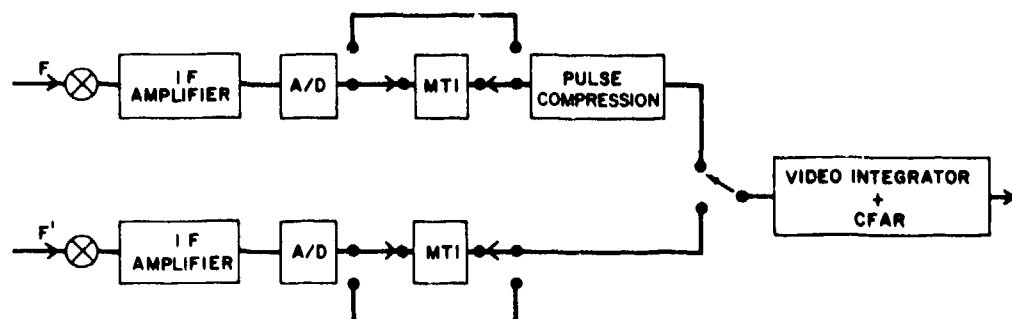 F
I F
AMPLIFIER
A/D
MTI
PULSE
COMPRESSION
VIDEO INTEGRATOR
+
CFAR
F'
I F
AMPLIFIER
A/D
MTI